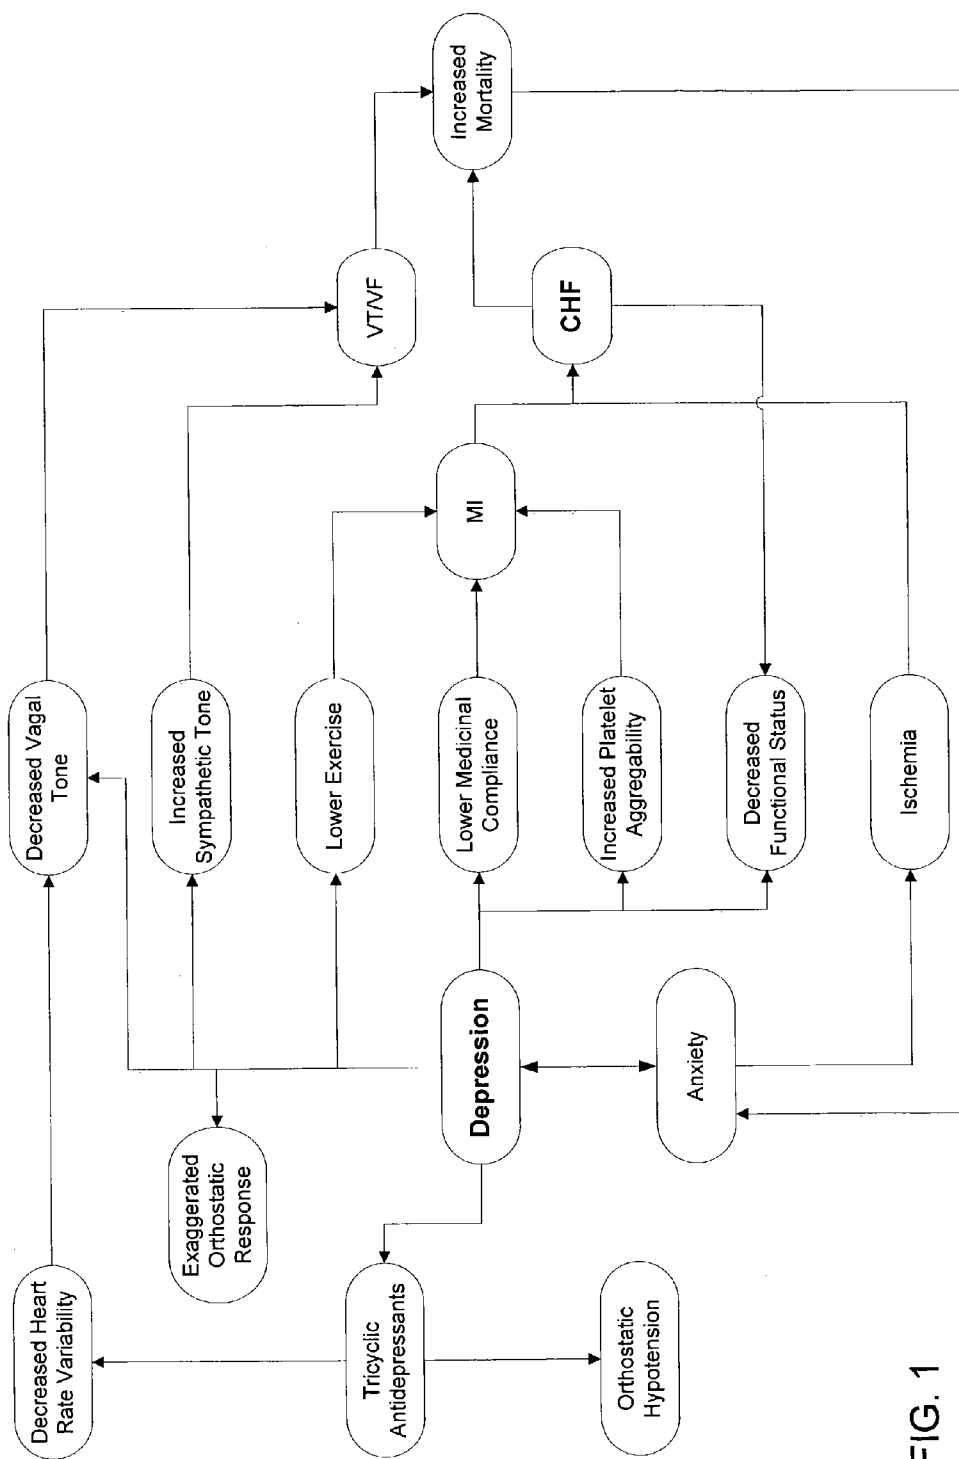 Decreased Heart
Rate Variability
Decreased Vagal
Tone
Exaggerated
Orthostatic
Response
Increased
Sympathetic Tone
VT/VF
Tricyclic
Antidepressants
Lower Exercise
Increased
Mortality
Depression
Lower Medicinal
Compliance
MI
CHF
Orthostatic
Hypotension
Increased Platelet
Aggregability
Anxiety
Decreased
Functional Status
Ischemia
FIG. 1